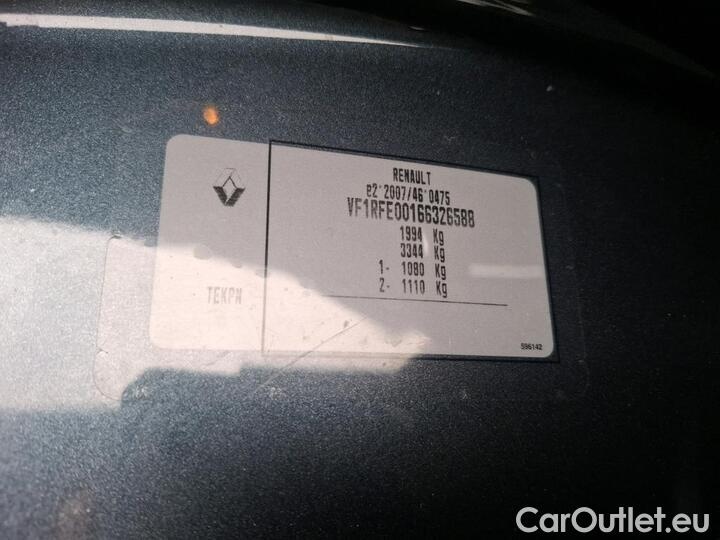 RENAULT
e2*2007/46*0475
VF1RFE00166326588
1994 Kg
3344 Kg
1- 1080 Kg
2- 1110 Kg
TEKPN
596142
CarOutlet.eu